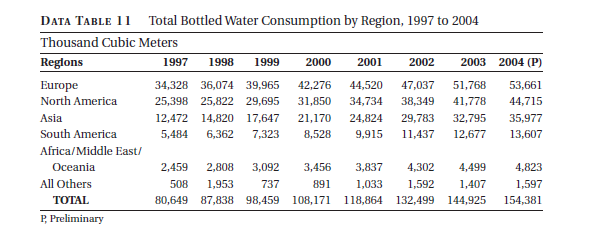 DATA TABLE 11 Total Bottled Water Consumption by Region, 1997 to 2004
Thousand Cubic Meters
Regions 1997 1998 1999 2000 2001 2002 2003 2004 (P)
Europe 34,328 36,074 39,965 42,276 44,520 47,037 51,768 53,661
North America 25,398 25,822 29,695 31,850 34,734 38,349 41,778 44,715
Asia 12,472 14,820 17,647 21,170 24,824 29,783 32,795 35,977
South America 5,484 6,362 7,323 8,528 9,915 11,437 12,677 13,607
Africa/Middle East/
Oceania 2,459 2,808 3,092 3,456 3,837 4,302 4,499 4,823
All Others 508 1,953 737 891 1,033 1,592 1,407 1,597
TOTAL 80,649 87,838 98,459 108,171 118,864 132,499 144,925 154,381
P, Preliminary